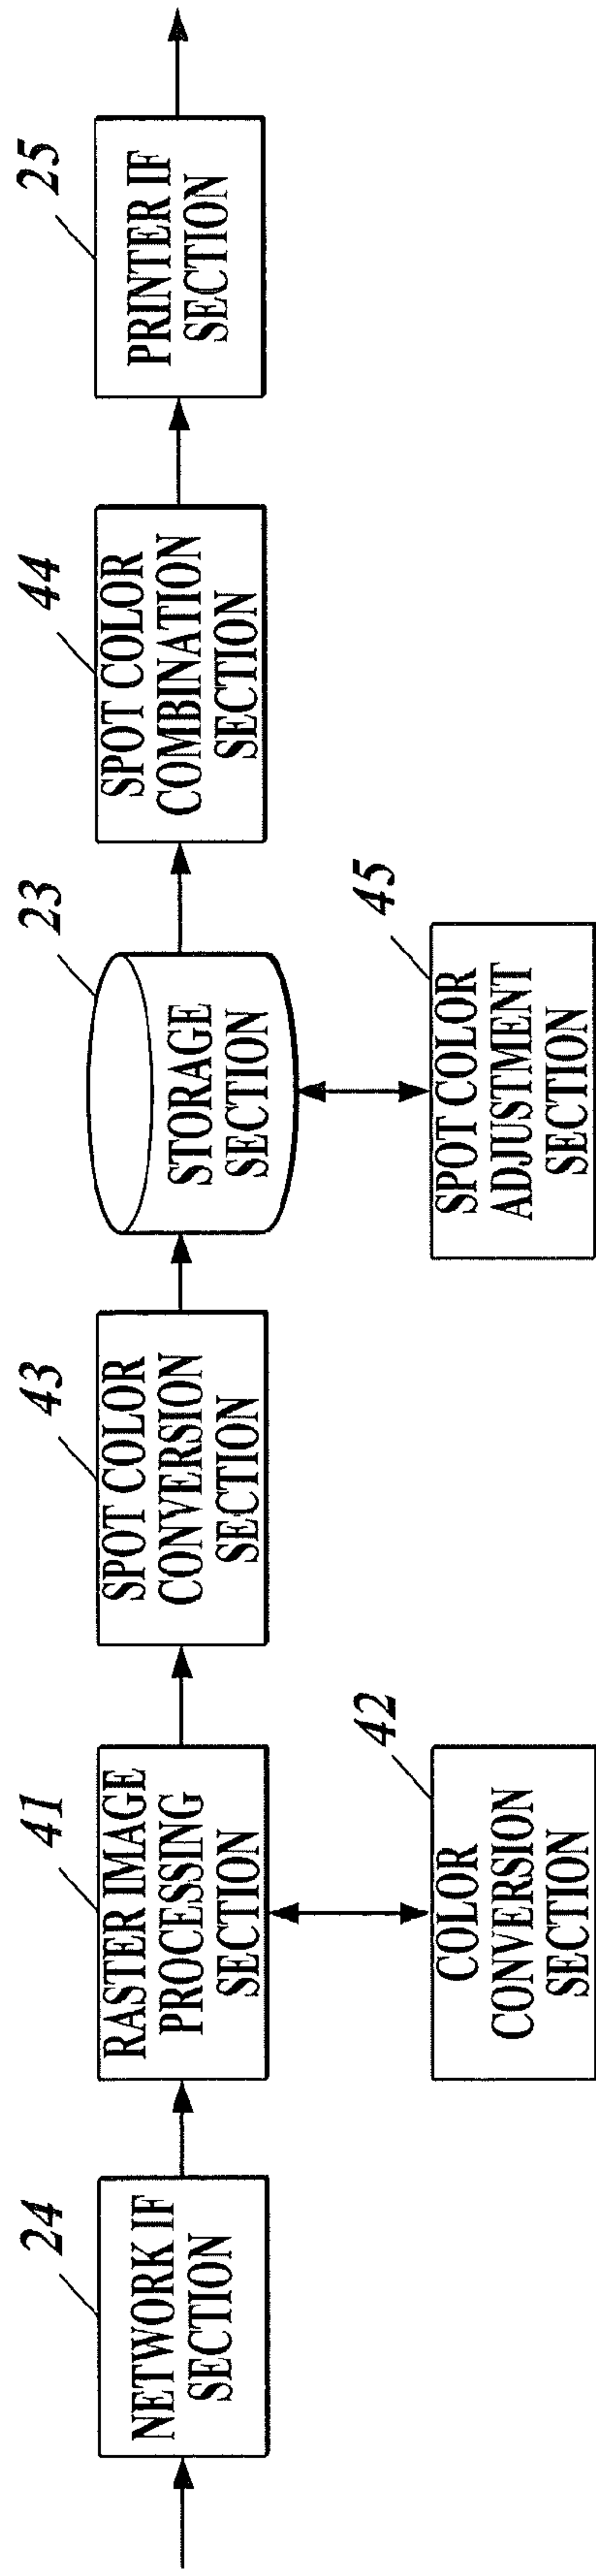 24
NETWORK IF
SECTION
41
RASTER IMAGE
PROCESSING
SECTION
42
COLOR
CONVERSION
SECTION
43
SPOT COLOR
CONVERSION
SECTION
23
STORAGE
SECTION
45
SPOT COLOR
ADJUSTMENT
SECTION
44
SPOT COLOR
COMBINATION
SECTION
25
PRINTER IF
SECTION